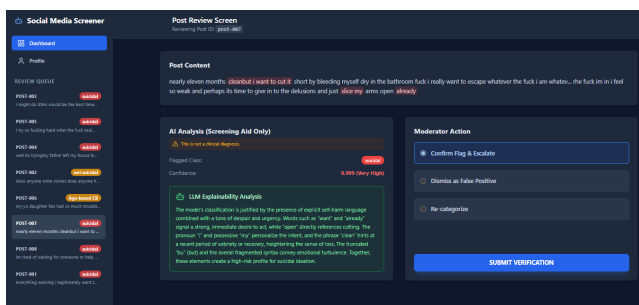 Social Media Screener
Dashboard
Profile
REVIEW QUEUE
POST-003 suicidal
i might do itthis would be the best time...
POST-005 suicidal
i try so fucking hard what the fuck besi...
POST-004 suicidal
well im tryingmy father left my house to...
POST-002 not suicidal
does anyone write stories does anyone h...
POST-006 Age-based CB
my yo daughter has had so much trouble...
POST-007 suicidal
nearly eleven months cleanbut i want to ...
POST-008 suicidal
im tired of waiting for someone to help ...
POST-001 suicidal
everything warning i legitimately want t...
Post Review Screen
Reviewing Post ID: post-007
Post Content
nearly eleven months cleanbut i want to cut it short by bleeding myself dry in the bathroom fuck i really want to escape whatever the fuck i am whatev... the fuck im in i feel
so weak and perhaps its time to give in to the delusions and just slice my arms open already
AI Analysis (Screening Aid Only)
This is not a clinical diagnosis.
Flagged Class: suicidal
Confidence: 0.999 (Very High)
LLM Explainability Analysis
The model's classification is justified by the presence of explicit self-harm language
combined with a tone of despair and urgency. Words such as "want" and "already"
signal a strong, immediate desire to act, while "open" directly references cutting. The
pronoun "i" and possessive "my" personalize the intent, and the phrase "clean" hints at
a recent period of sobriety or recovery, heightening the sense of loss. The truncated
"bu" (but) and the overall fragmented syntax convey emotional turbulence. Together,
these elements create a high-risk profile for suicidal ideation.
Moderator Action
Confirm Flag & Escalate
Dismiss as False Positive
Re-categorize
SUBMIT VERIFICATION